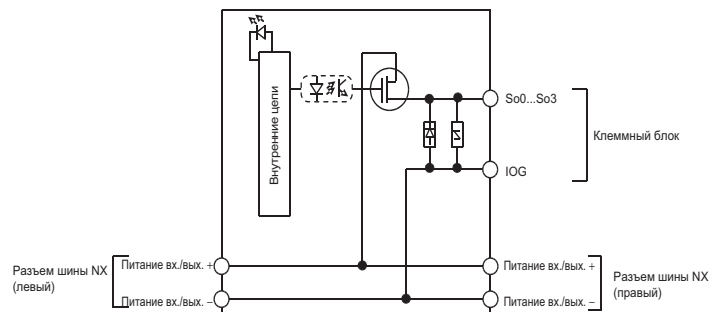 Внутренние цепи
So0...So3
Клеммный блок
IOG
Разъем шины NX
(левый)
Питание вх./вых. +
Питание вх./вых. –
Питание вх./вых. +
Питание вх./вых. –
Разъем шины NX
(правый)